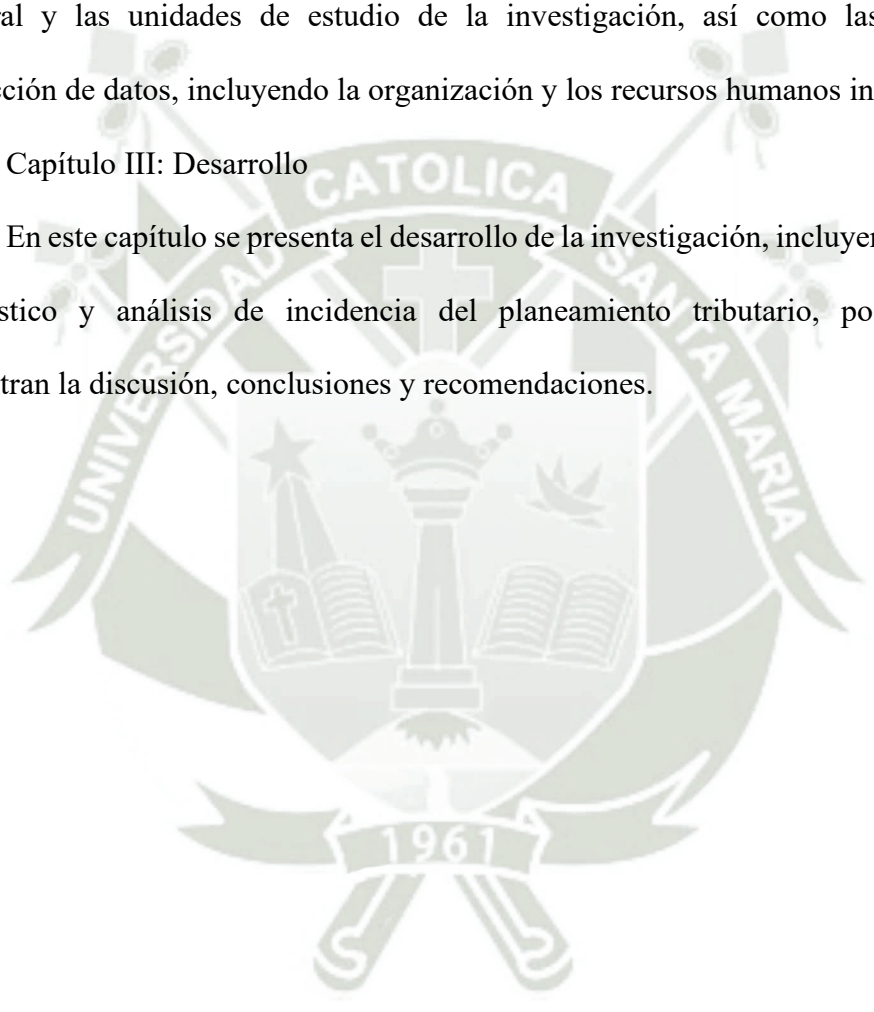 ral y las unidades de estudio de la investigación, así como las
cción de datos, incluyendo la organización y los recursos humanos in
Capítulo III: Desarrollo
En este capítulo se presenta el desarrollo de la investigación, incluyen
stico y análisis de incidencia del planeamiento tributario, po
tran la discusión, conclusiones y recomendaciones.
UNIVERSIDAD CATOLICA SANTA MARIA
1961